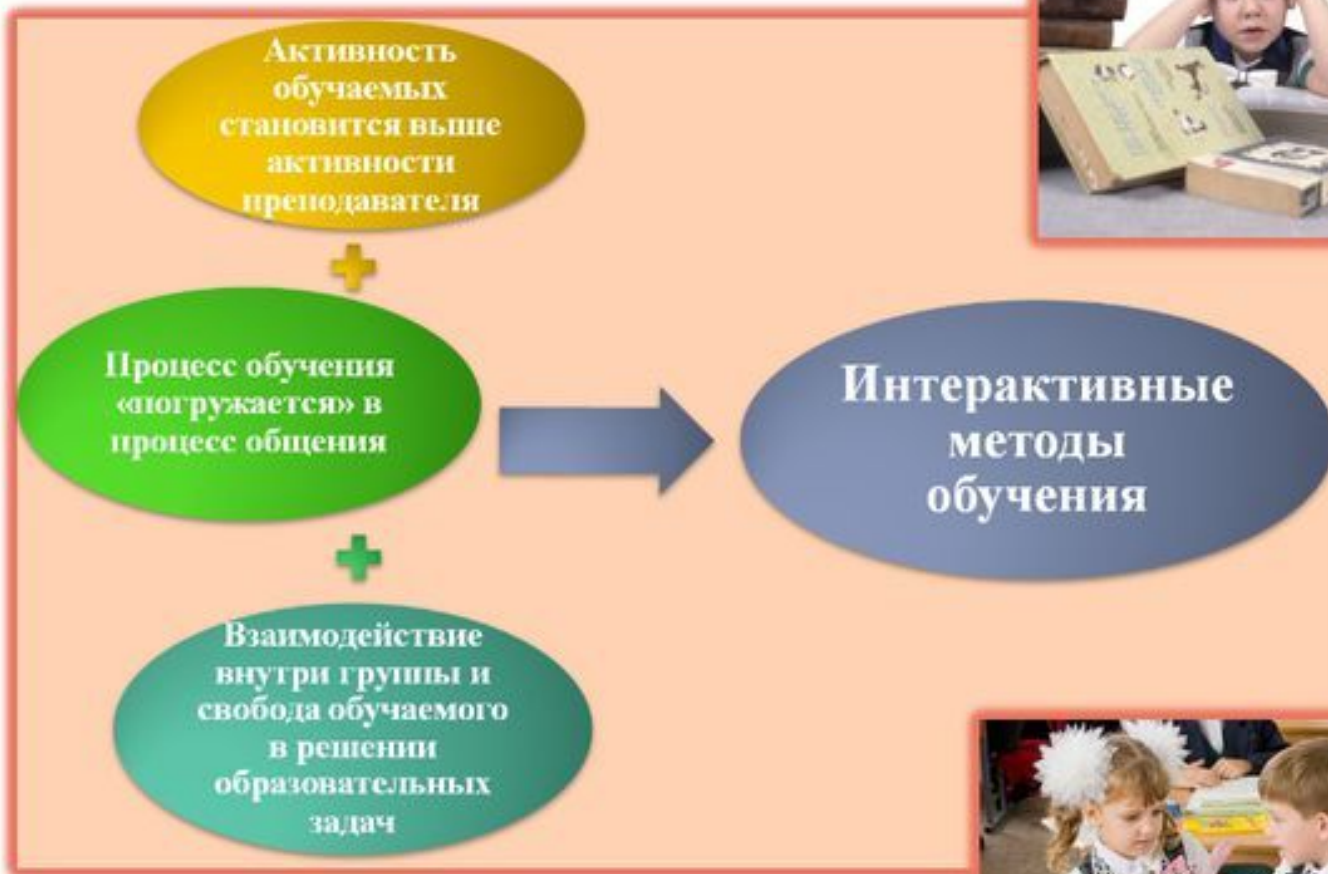 Активность
обучаемых
становится выше
активности
преподавателя
Процесс обучения
«погружается» в
процесс общения
Взаимодействие
внутри группы и
свобода обучаемого
в решении
образовательных
задач
Интерактивные
методы
обучения